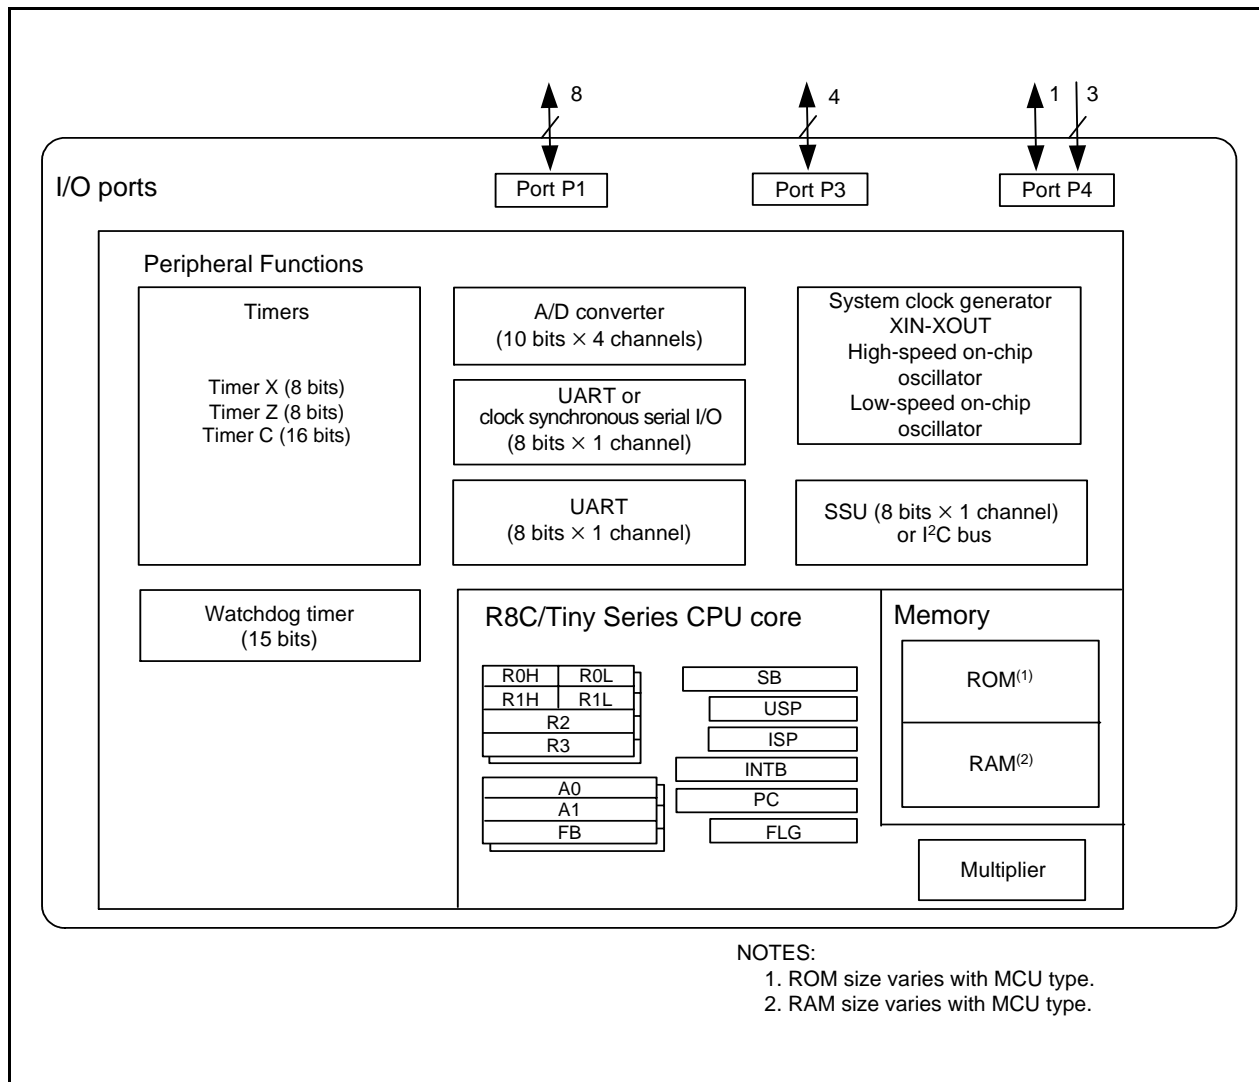 8
4
1
3
I/O ports
Port P1
Port P3
Port P4
Peripheral Functions
Timers
Timer X (8 bits)
Timer Z (8 bits)
Timer C (16 bits)
A/D converter
(10 bits × 4 channels)
UART or
clock synchronous serial I/O
(8 bits × 1 channel)
UART
(8 bits × 1 channel)
System clock generator
XIN-XOUT
High-speed on-chip
oscillator
Low-speed on-chip
oscillator
SSU (8 bits × 1 channel)
or I²C bus
Watchdog timer
(15 bits)
R8C/Tiny Series CPU core
R0H
R0L
R1H
R1L
R2
R3
A0
A1
FB
SB
USP
ISP
INTB
PC
FLG
Memory
ROM(1)
RAM(2)
Multiplier
NOTES:
1. ROM size varies with MCU type.
2. RAM size varies with MCU type.